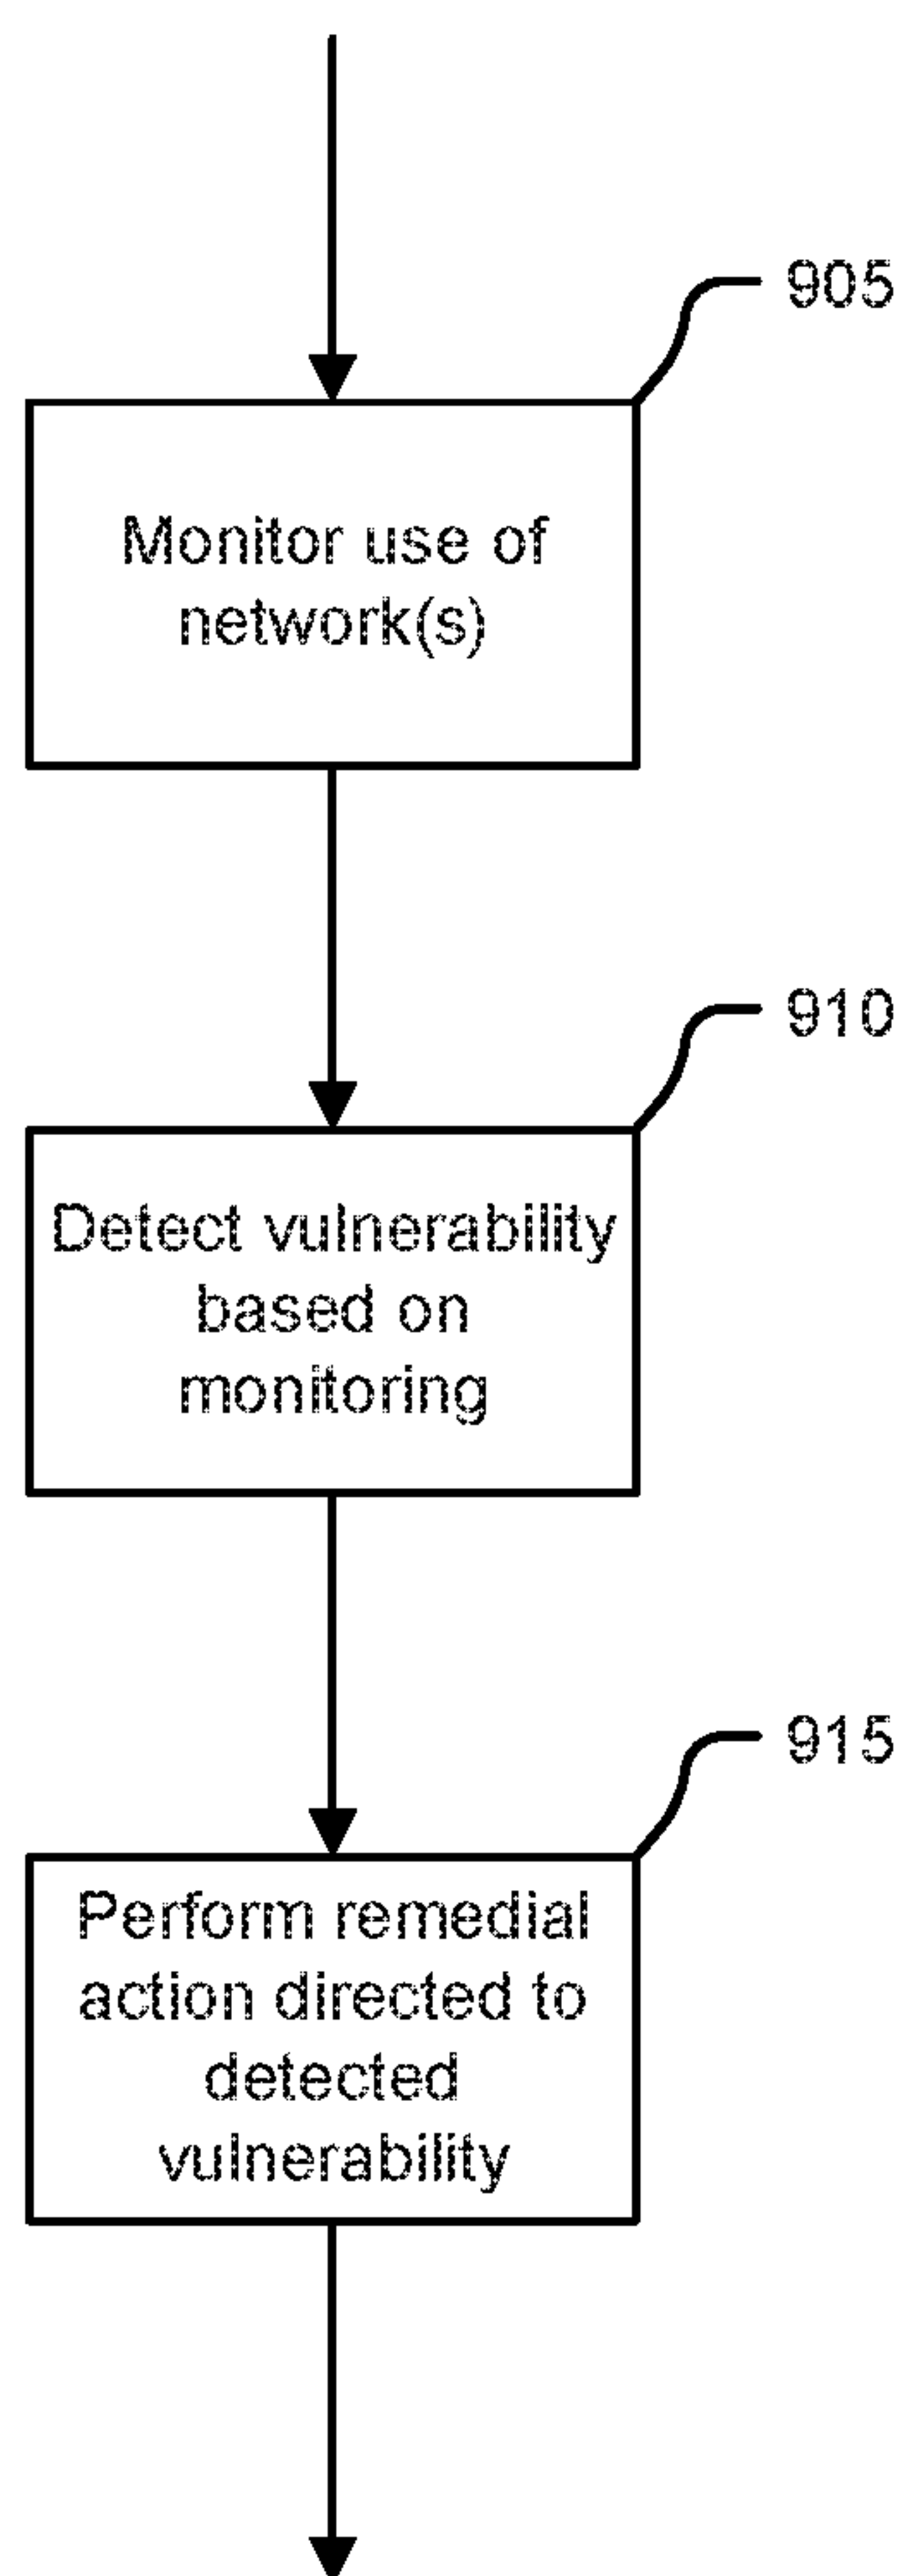 905
Monitor use of
network(s)
910
Detect vulnerability
based on
monitoring
915
Perform remedial
action directed to
detected
vulnerability